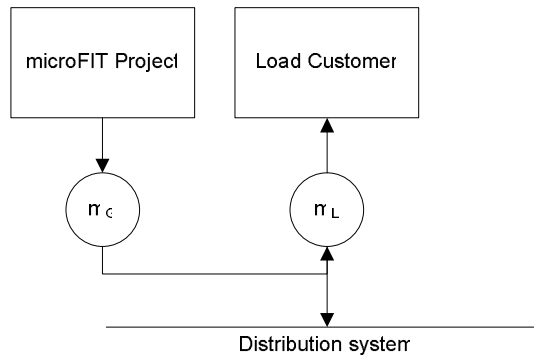 microFIT Project
Load Customer
m G
m L
Distribution system